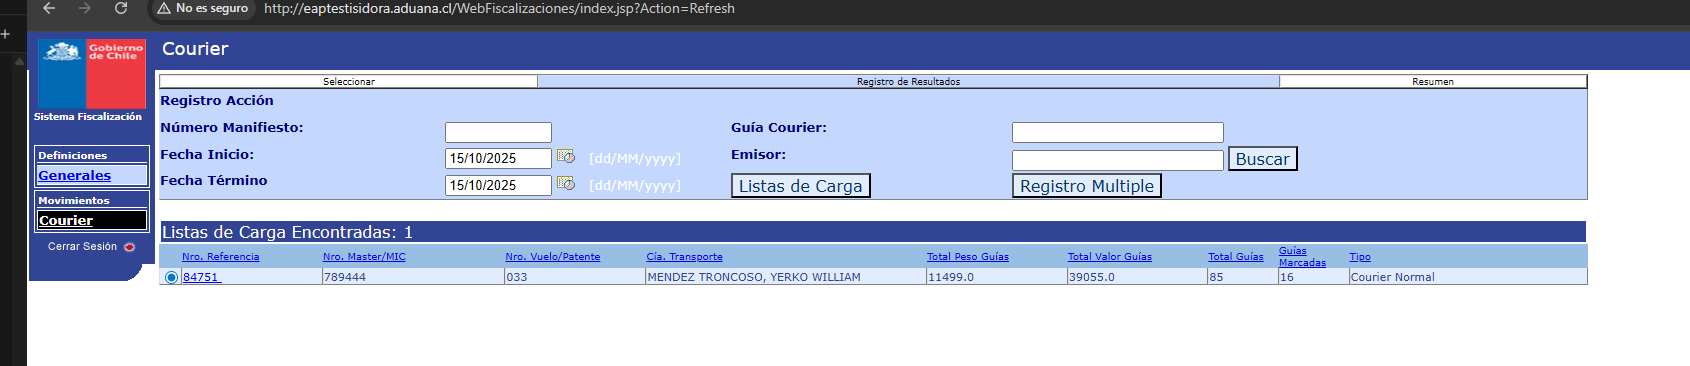 No es seguro http://eaptestisidora.aduana.cl/WebFiscalizaciones/index.jsp?Action=Refresh
Gobierno de Chile
Sistema Fiscalización
Definiciones
Generales
Movimientos
Courier
Cerrar Sesión
Courier
Seleccionar Registro de Resultados Resumen
Registro Acción
Número Manifiesto: Guía Courier:
Fecha Inicio: 15/10/2025 [dd/MM/yyyy] Emisor: Buscar
Fecha Término 15/10/2025 [dd/MM/yyyy] Listas de Carga Registro Multiple
Listas de Carga Encontradas: 1
Nro. Referencia Nro. Master/MIC Nro. Vuelo/Patente Cía. Transporte Total Peso Guías Total Valor Guías Total Guías Guías Marcadas Tipo
84751 789444 033 MENDEZ TRONCOSO, YERKO WILLIAM 11499.0 39055.0 85 16 Courier Normal